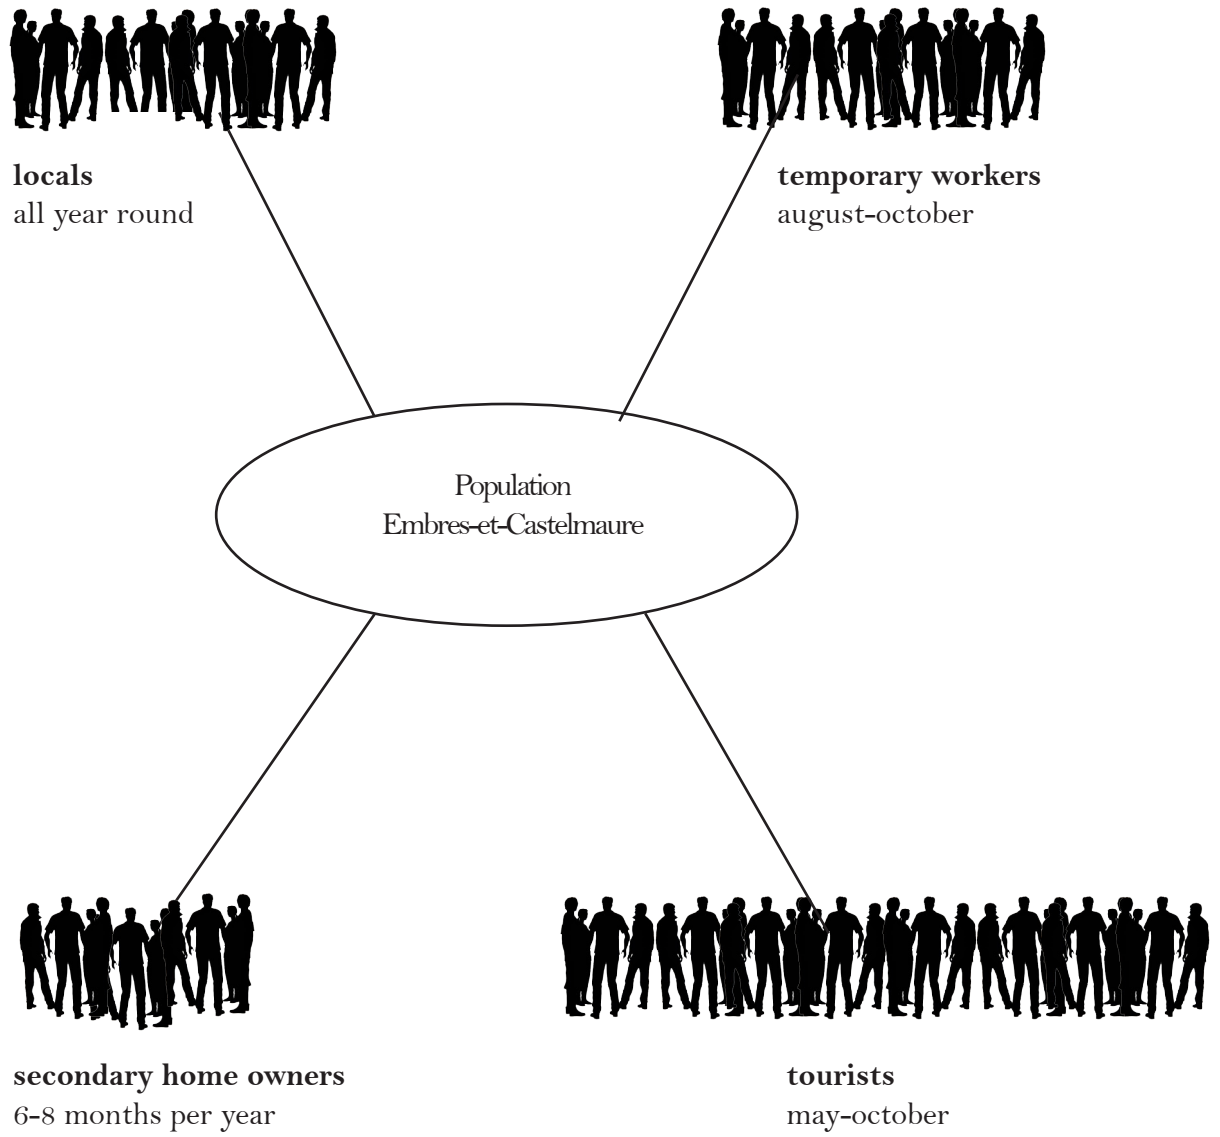 locals
all year round
temporary workers
august-october
Population
Embres-et-Castelmaure
secondary home owners
6-8 months per year
tourists
may-october